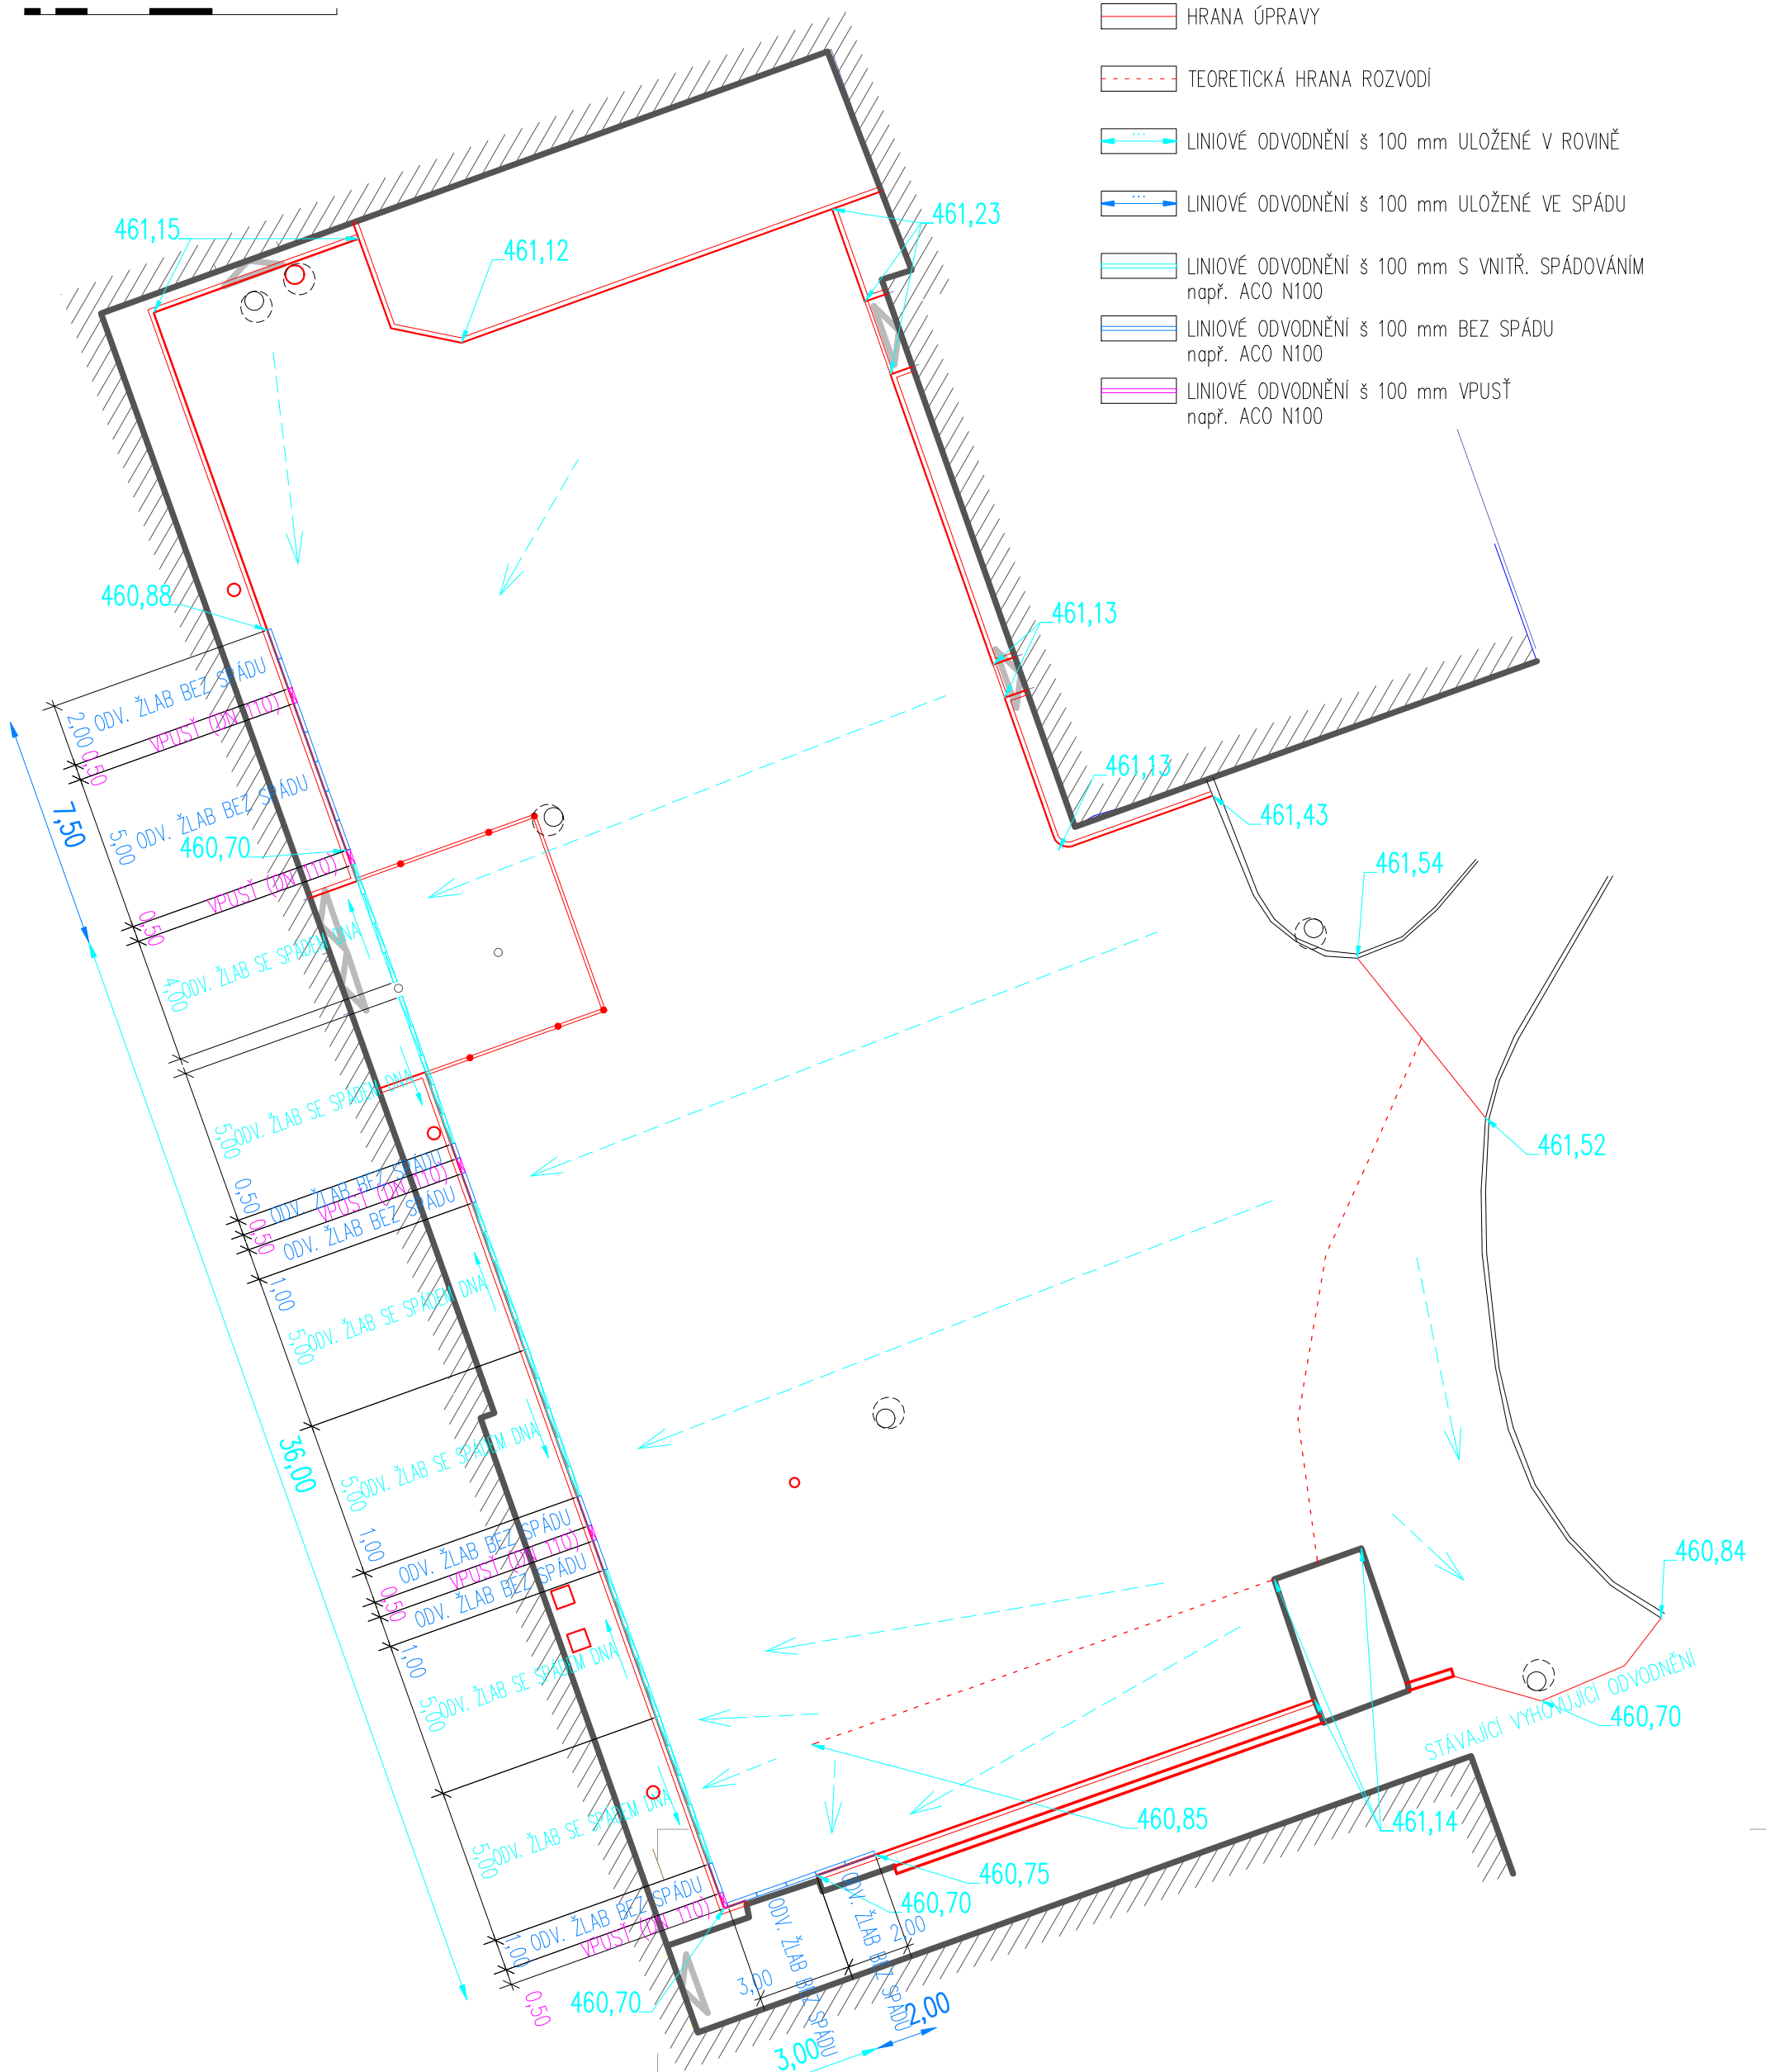 HRANA ÚPRAVY
TEORETICKÁ HRANA ROZVODÍ
LINIOVÉ ODVODNĚNÍ š 100 mm ULOŽENÉ V ROVINĚ
LINIOVÉ ODVODNĚNÍ š 100 mm ULOŽENÉ VE SPÁDU
LINIOVÉ ODVODNĚNÍ š 100 mm S VNITŘ. SPÁDOVÁNÍM
např. ACO N100
LINIOVÉ ODVODNĚNÍ š 100 mm BEZ SPÁDU
např. ACO N100
LINIOVÉ ODVODNĚNÍ š 100 mm VPUSŤ
např. ACO N100
461,15
461,12
461,23
460,88
461,13
461,13
461,43
461,54
460,70
461,52
460,84
460,70
461,14
460,85
460,75
460,70
460,70
STÁVAJÍCÍ VYHOVUJÍCÍ ODVODNĚNÍ
7,50
36,00
2,00
ODV. ŽLAB BEZ SPÁDU
0,50
VPUSŤ (DN 110)
5,00
ODV. ŽLAB BEZ SPÁDU
0,50
VPUSŤ (DN 110)
4,00
ODV. ŽLAB SE SPÁDEM DNA
5,00
ODV. ŽLAB SE SPÁDEM DNA
0,50
ODV. ŽLAB BEZ SPÁDU
0,50
VPUSŤ (DN 110)
1,00
ODV. ŽLAB BEZ SPÁDU
5,00
ODV. ŽLAB SE SPÁDEM DNA
5,00
ODV. ŽLAB SE SPÁDEM DNA
1,00
ODV. ŽLAB BEZ SPÁDU
0,50
VPUSŤ (DN 110)
1,00
ODV. ŽLAB BEZ SPÁDU
5,00
ODV. ŽLAB SE SPÁDEM DNA
5,00
ODV. ŽLAB SE SPÁDEM DNA
1,00
ODV. ŽLAB BEZ SPÁDU
0,50
VPUSŤ (DN 110)
3,00
ODV. ŽLAB BEZ SPÁDU
2,00
ODV. ŽLAB BEZ SPÁDU
3,00
2,00